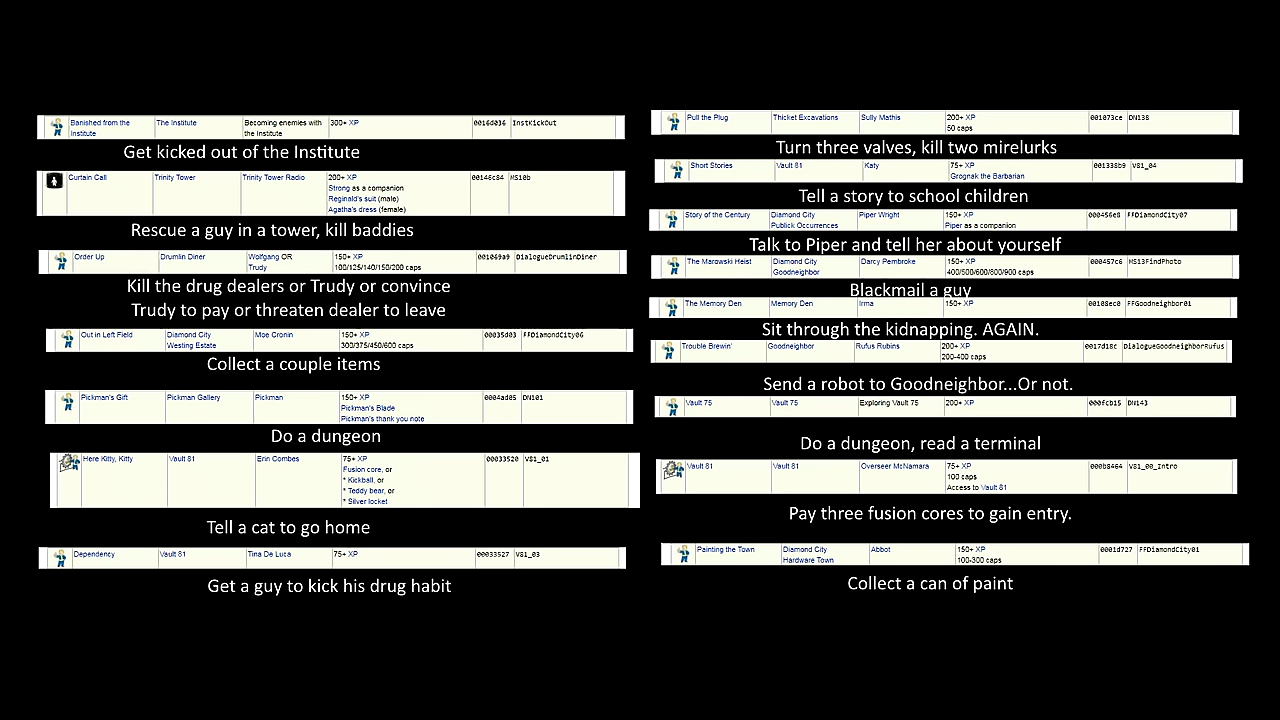 Banished from the Institute The Institute Becoming enemies with the Institute 300+ XP 0016d036 InstKickOut
Get kicked out of the Institute
Curtain Call Trinity Tower Trinity Tower Radio 200+ XP 00146c84 MS10b
Strong as a companion
Reginald's suit (male)
Agatha's dress (female)
Rescue a guy in a tower, kill baddies
Order Up Drumlin Diner Wolfgang OR Trudy 150+ XP 001069a9 DialogueDrumlinDiner
100/125/140/150/200 caps
Kill the drug dealers or Trudy or convince
Trudy to pay or threaten dealer to leave
Out in Left Field Diamond City Moe Cronin 150+ XP 00035d03 FFDiamondCity06
Westing Estate 300/375/450/600 caps
Collect a couple items
Pickman's Gift Pickman Gallery Pickman 150+ XP 0004ad05 DN101
Pickman's Blade
Pickman's thank you note
Do a dungeon
Here Kitty, Kitty Vault 81 Erin Combes 75+ XP 00033520 V81_01
Fusion core, or
* Kickball, or
* Teddy bear, or
* Silver locket
Tell a cat to go home
Dependency Vault 81 Tina De Luca 75+ XP 00033527 V81_03
Get a guy to kick his drug habit
Pull the Plug Thicket Excavations Sully Mathis 200+ XP 001073ce DN138
50 caps
Turn three valves, kill two mirelurks
Short Stories Vault 81 Katy 75+ XP 001338b9 V81_04
Grognak the Barbarian
Tell a story to school children
Story of the Century Diamond City Piper Wright 150+ XP 000456e8 FFDiamondCity07
Publick Occurrences Piper as a companion
Talk to Piper and tell her about yourself
The Marowski Heist Diamond City Darcy Pembroke 150+ XP 000457c6 MS13FindPhoto
Goodneighbor 400/500/600/800/900 caps
Blackmail a guy
The Memory Den Memory Den Irma 150+ XP 00108ec0 FFGoodneighbor01
Sit through the kidnapping. AGAIN.
Trouble Brewin' Goodneighbor Rufus Rubins 200+ XP 0017d18c DialogueGoodneighborRufus
200-400 caps
Send a robot to Goodneighbor...Or not.
Vault 75 Vault 75 Exploring Vault 75 200+ XP 000fcb15 DN143
Do a dungeon, read a terminal
Vault 81 Vault 81 Overseer McNamara 75+ XP 000b8464 V81_00_Intro
100 caps
Access to Vault 81
Pay three fusion cores to gain entry.
Painting the Town Diamond City Abbot 150+ XP 0001d727 FFDiamondCity01
Hardware Town 100-300 caps
Collect a can of paint